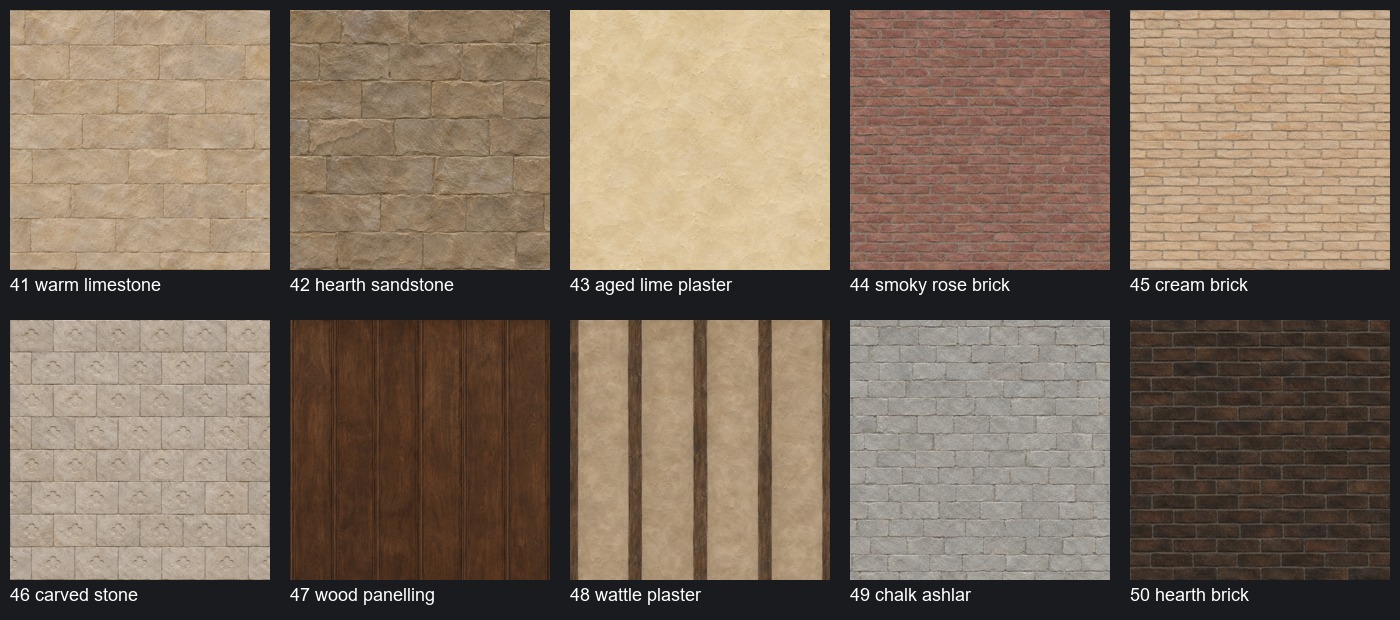 41 warm limestone
42 hearth sandstone
43 aged lime plaster
44 smoky rose brick
45 cream brick
46 carved stone
47 wood panelling
48 wattle plaster
49 chalk ashlar
50 hearth brick